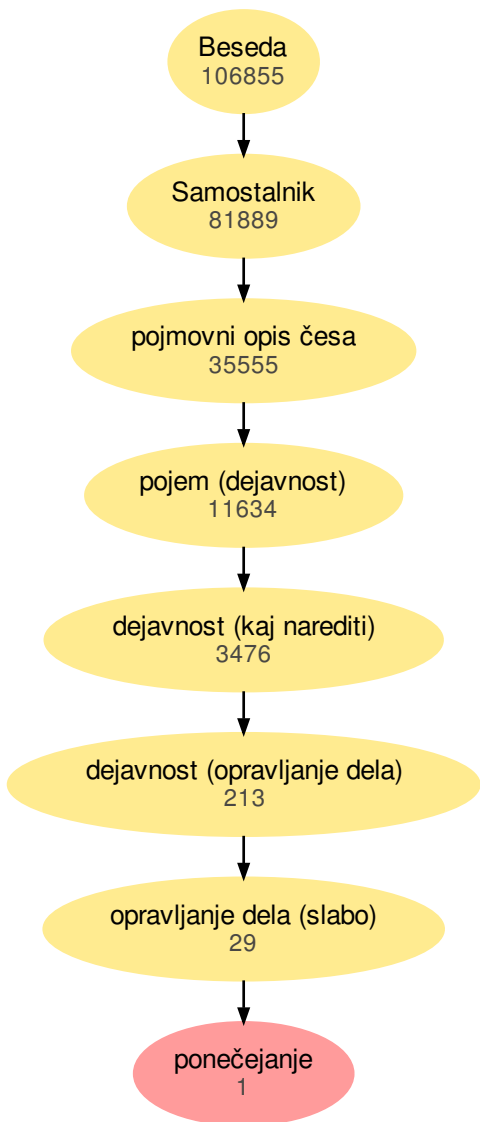 Beseda
106855
Samostalnik
81889
pojmovni opis česa
35555
pojem (dejavnost)
11634
dejavnost (kaj narediti)
3476
dejavnost (opravljanje dela)
213
opravljanje dela (slabo)
29
ponečejanje
1